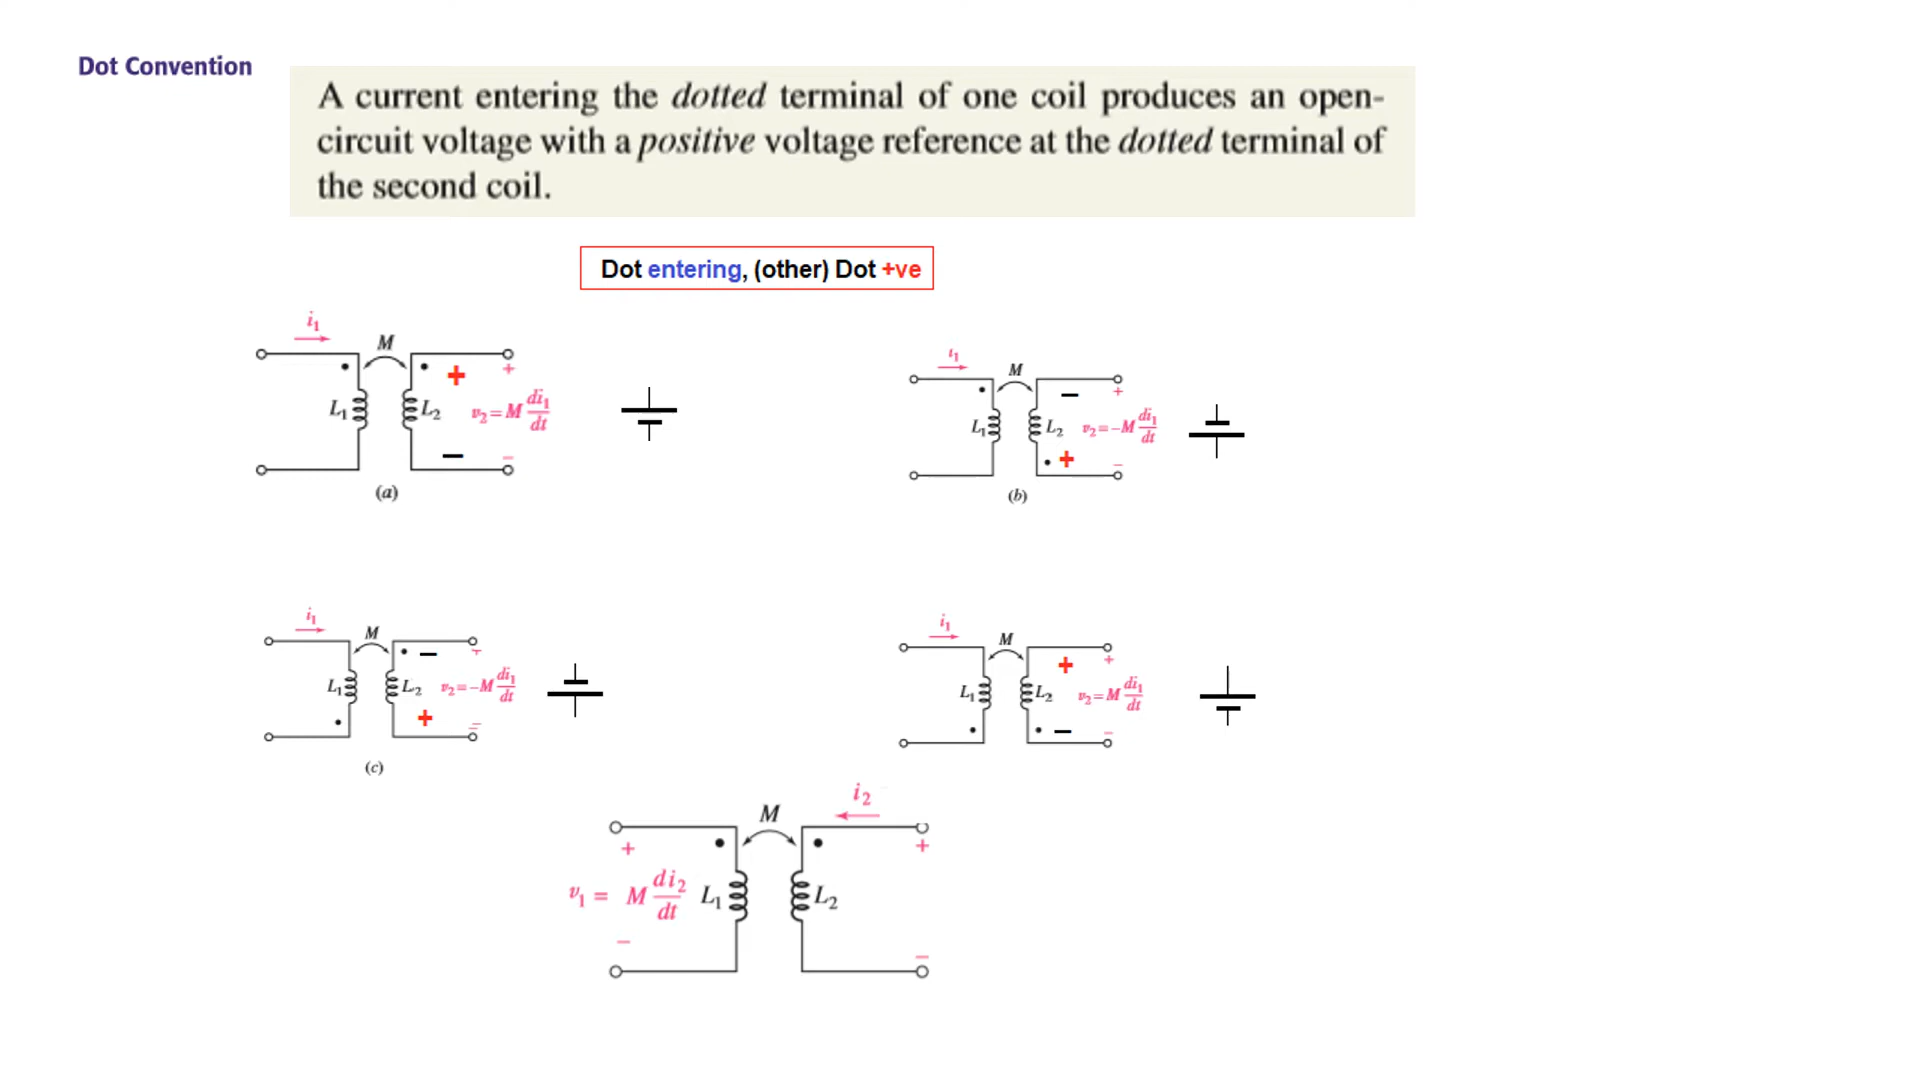 Dot Convention
A current entering the dotted terminal of one coil produces an open-
circuit voltage with a positive voltage reference at the dotted terminal of
the second coil.
Dot entering, (other) Dot +ve
i₁
M
+
+
L₁
L₂
v₂ = M di₁/dt
−
−
(a)
i₁
M
−
+
L₁
L₂
v₂ = −M di₁/dt
+
−
(b)
i₁
M
−
+
L₁
L₂
v₂ = −M di₁/dt
+
−
(c)
i₁
M
+
+
L₁
L₂
v₂ = M di₁/dt
−
−
i₂
M
+
+
v₁ = M di₂/dt
L₁
L₂
−
−